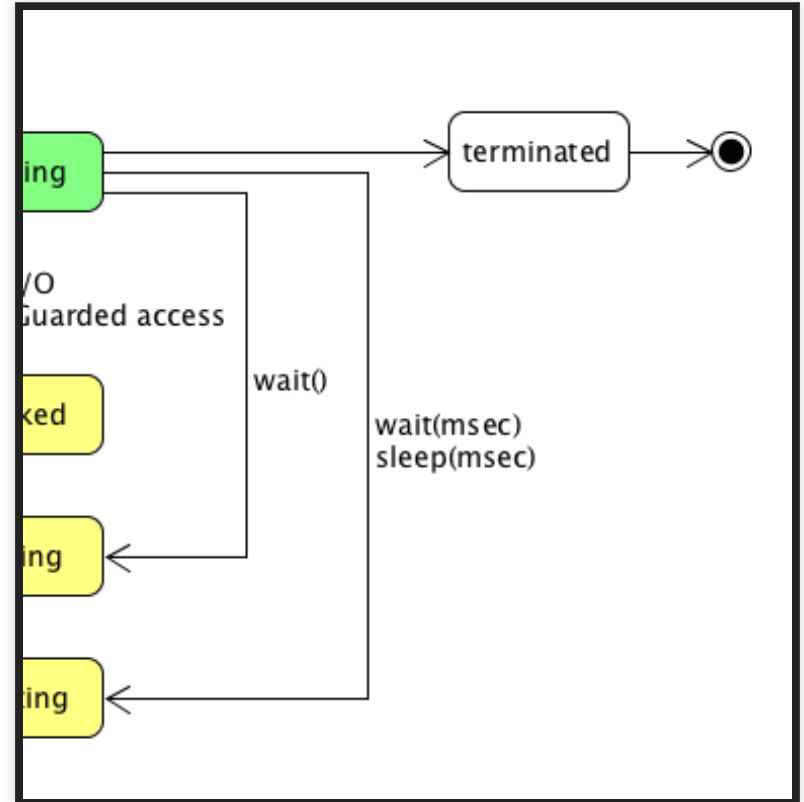 ing
terminated
/O
Guarded access
wait()
ked
wait(msec)
sleep(msec)
ing
ting